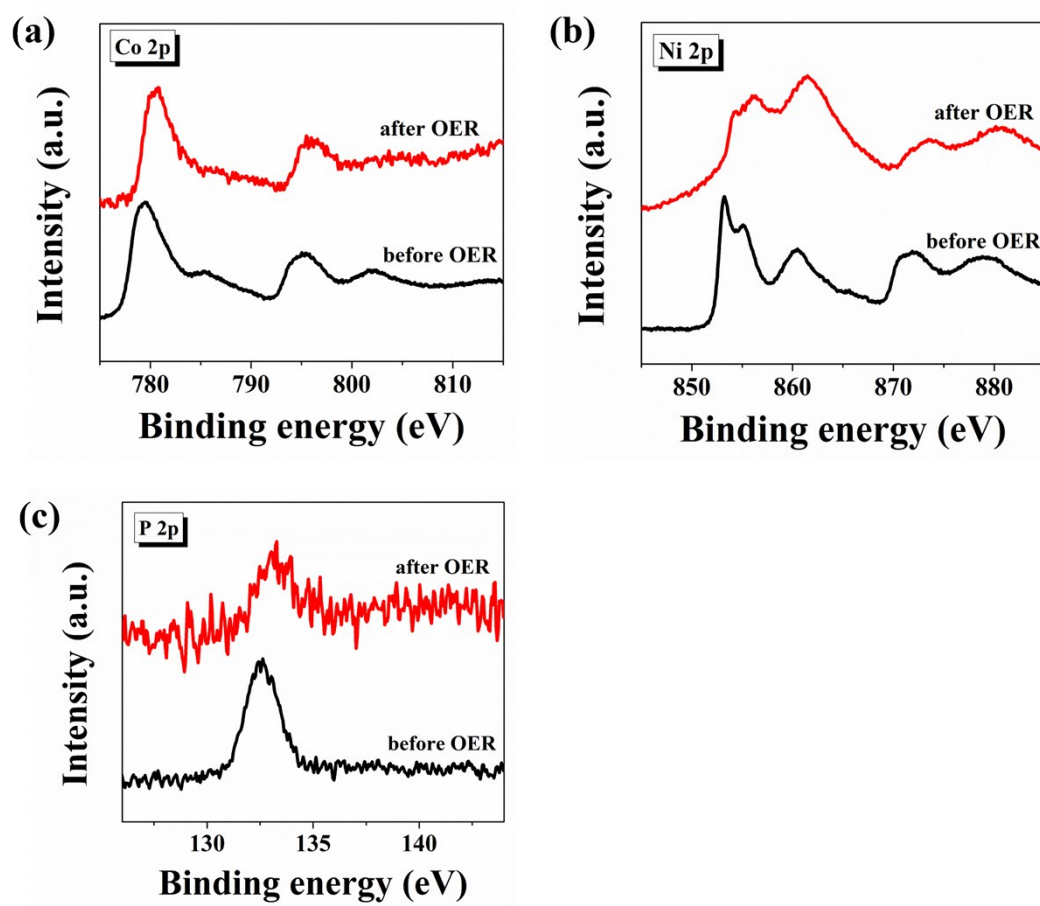 (a)
Co 2p
after OER
before OER
Intensity (a.u.)
780 790 800 810
Binding energy (eV)
(b)
Ni 2p
after OER
before OER
Intensity (a.u.)
850 860 870 880
Binding energy (eV)
(c)
P 2p
after OER
before OER
Intensity (a.u.)
130 135 140
Binding energy (eV)